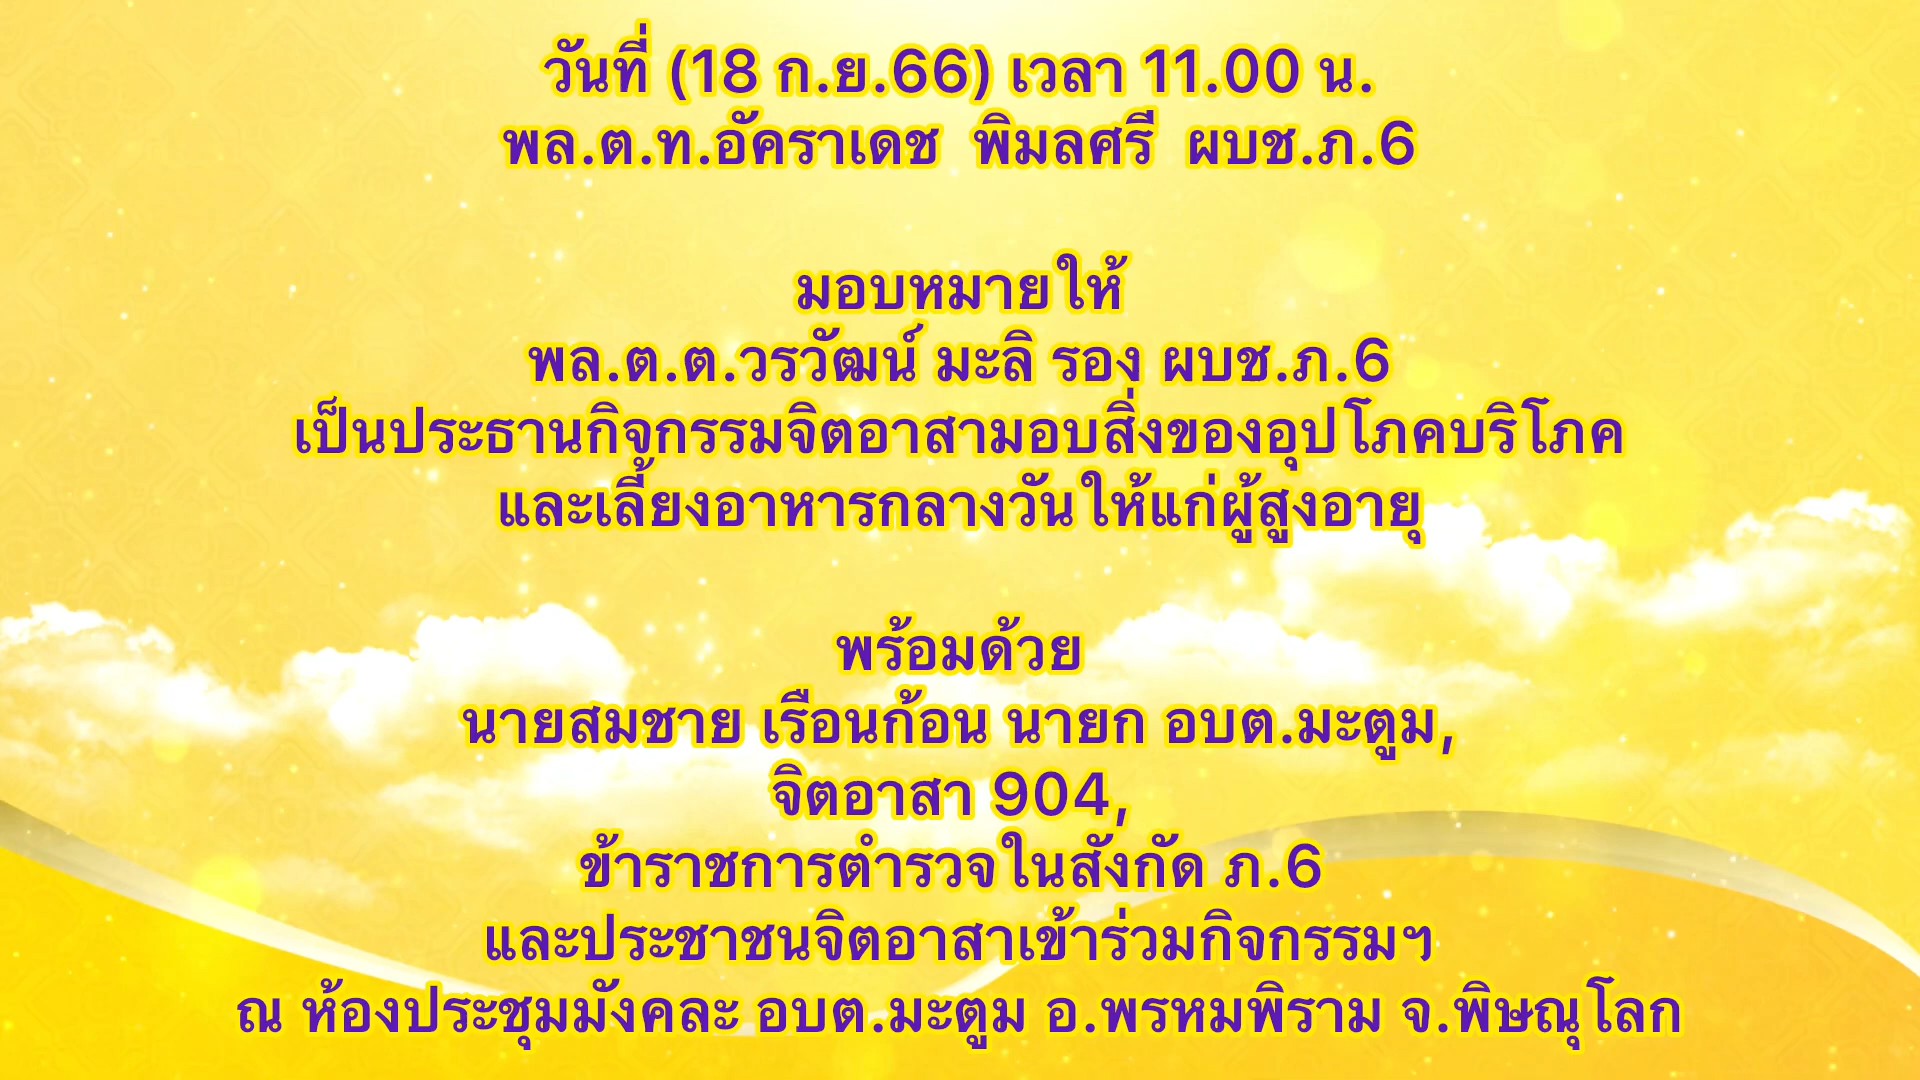 วันที่ (18 ก.ย.66) เวลา 11.00 น.
พล.ต.ท.อัคราเดช พิมลศรี ผบช.ภ.6
มอบหมายให้
พล.ต.ต.วรวัฒน์ มะลิ รอง ผบช.ภ.6
เป็นประธานกิจกรรมจิตอาสามอบสิ่งของอุปโภคบริโภค
และเลี้ยงอาหารกลางวันให้แก่ผู้สูงอายุ
พร้อมด้วย
นายสมชาย เรือนก้อน นายก อบต.มะตูม,
จิตอาสา 904,
ข้าราชการตำรวจในสังกัด ภ.6
และประชาชนจิตอาสาเข้าร่วมกิจกรรมฯ
ณ ห้องประชุมมังคละ อบต.มะตูม อ.พรหมพิราม จ.พิษณุโลก